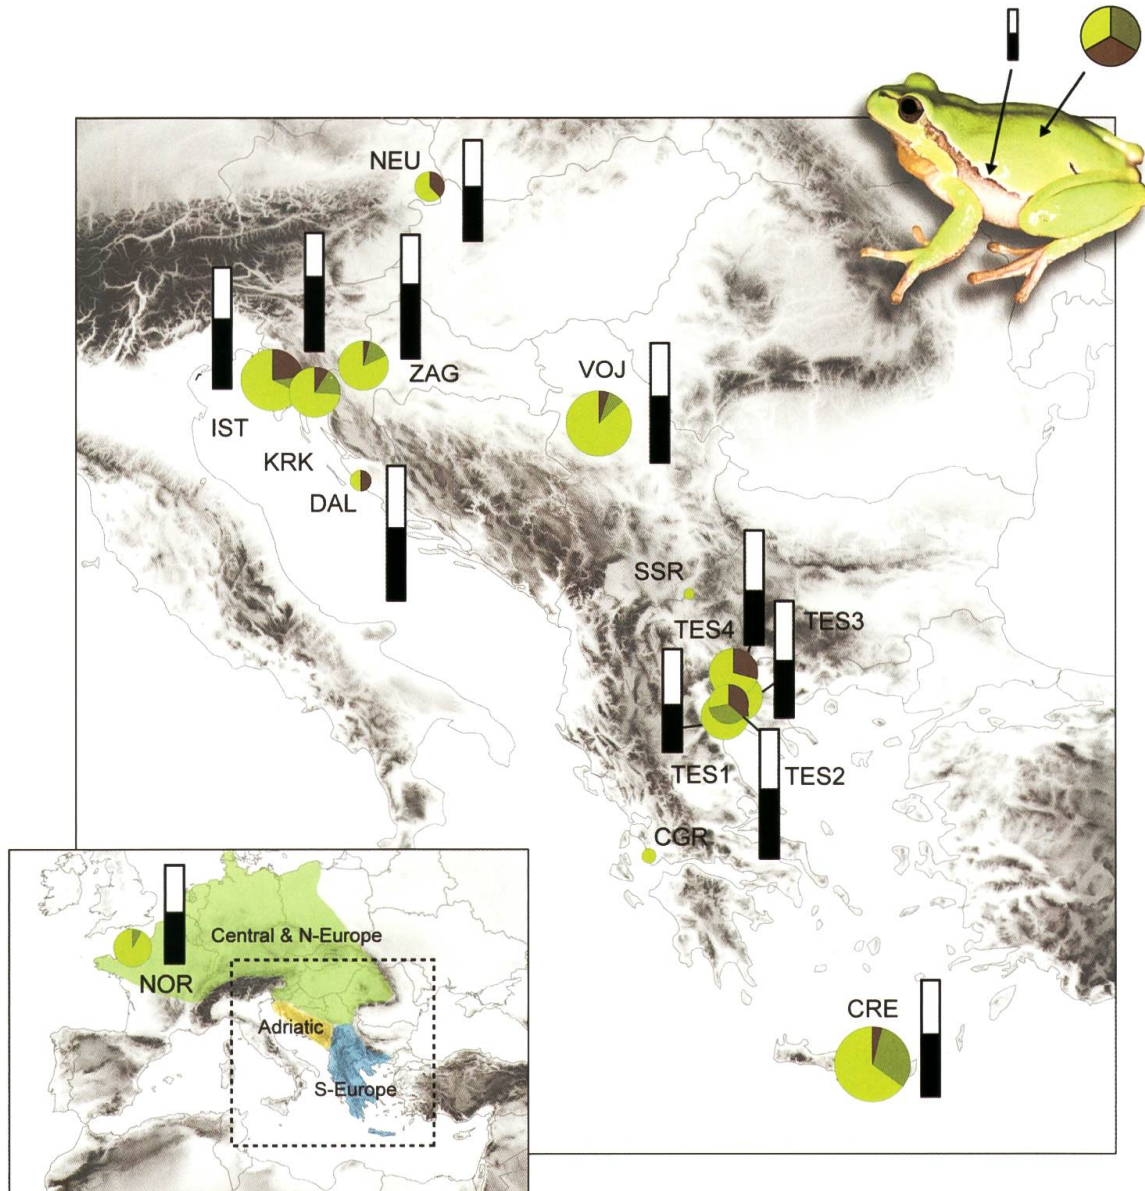 NEU
ZAG
IST
KRK
DAL
VOJ
SSR
TES4
TES3
TES1
TES2
CGR
CRE
NOR
Central & N-Europe
Adriatic
S-Europe